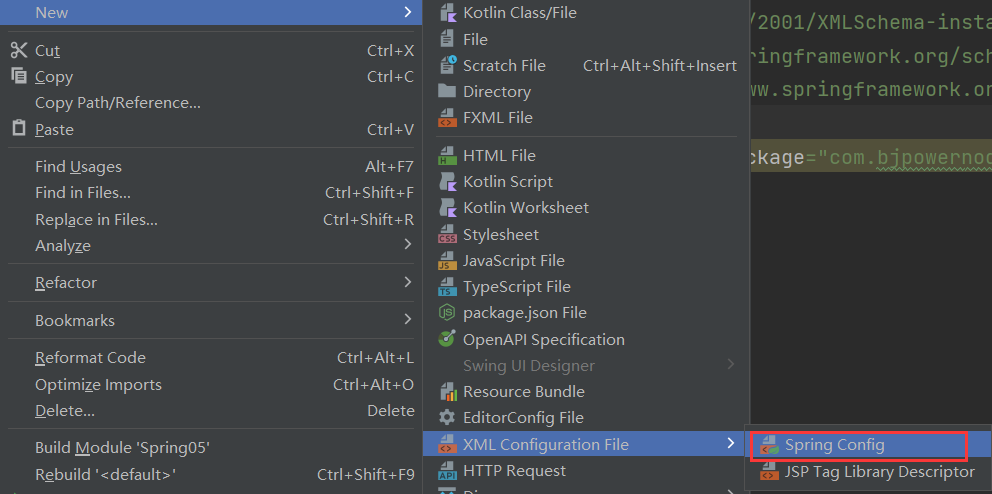 New
Cut Ctrl+X
Copy Ctrl+C
Copy Path/Reference...
Paste Ctrl+V
Find Usages Alt+F7
Find in Files... Ctrl+Shift+F
Replace in Files... Ctrl+Shift+R
Analyze
Refactor
Bookmarks
Reformat Code Ctrl+Alt+L
Optimize Imports Ctrl+Alt+O
Delete... Delete
Build Module 'Spring05'
Rebuild '<default>' Ctrl+Shift+F9
Kotlin Class/File
File
Scratch File Ctrl+Alt+Shift+Insert
Directory
FXML File
HTML File
Kotlin Script
Kotlin Worksheet
Stylesheet
JavaScript File
TypeScript File
package.json File
OpenAPI Specification
Swing UI Designer
Resource Bundle
EditorConfig File
XML Configuration File
HTTP Request
Spring Config
JSP Tag Library Descriptor
/2001/XMLSchema-insta
ringframework.org/sch
ww.springframework.or
ckage="com.bjpowernod